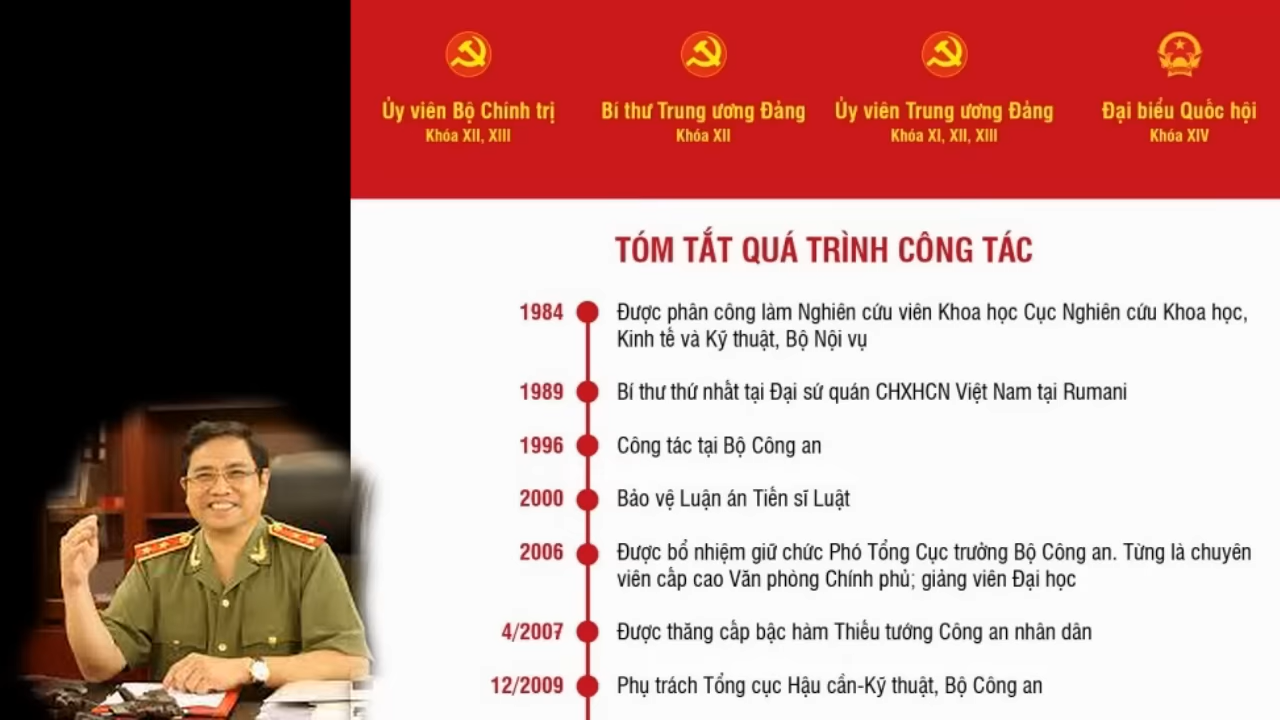 Ủy viên Bộ Chính trị
Khóa XII, XIII
Bí thư Trung ương Đảng
Khóa XII
Ủy viên Trung ương Đảng
Khóa XI, XII, XIII
Đại biểu Quốc hội
Khóa XIV
TÓM TẮT QUÁ TRÌNH CÔNG TÁC
1984 Được phân công làm Nghiên cứu viên Khoa học Cục Nghiên cứu Khoa học,
Kinh tế và Kỹ thuật, Bộ Nội vụ
1989 Bí thư thứ nhất tại Đại sứ quán CHXHCN Việt Nam tại Rumani
1996 Công tác tại Bộ Công an
2000 Bảo vệ Luận án Tiến sĩ Luật
2006 Được bổ nhiệm giữ chức Phó Tổng Cục trưởng Bộ Công an. Từng là chuyên
viên cấp cao Văn phòng Chính phủ; giảng viên Đại học
4/2007 Được thăng cấp bậc hàm Thiếu tướng Công an nhân dân
12/2009 Phụ trách Tổng cục Hậu cần-Kỹ thuật, Bộ Công an